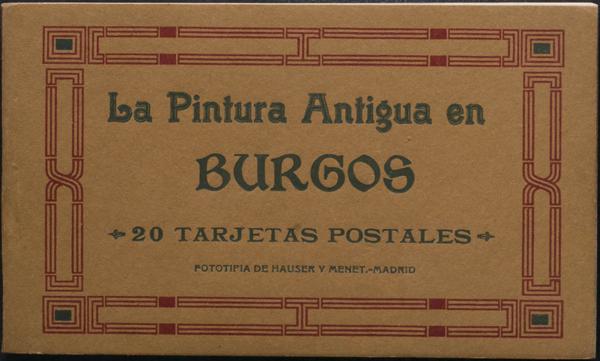 La Pintura Antigua en
BURGOS
20 TARJETAS POSTALES
FOTOTIPIA DE HAUSER Y MENET.-MADRID